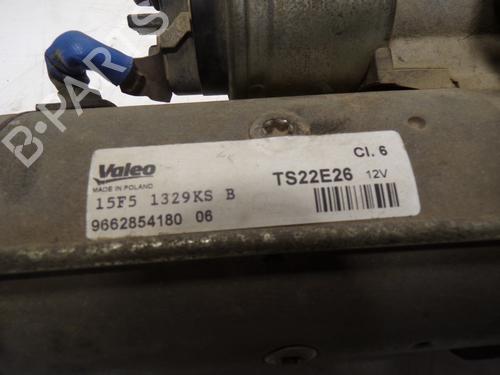 B-PARTS
Valeo
MADE IN POLAND
Cl. 6
TS22E26 12V
15F5 1329KS B
9662854180 06